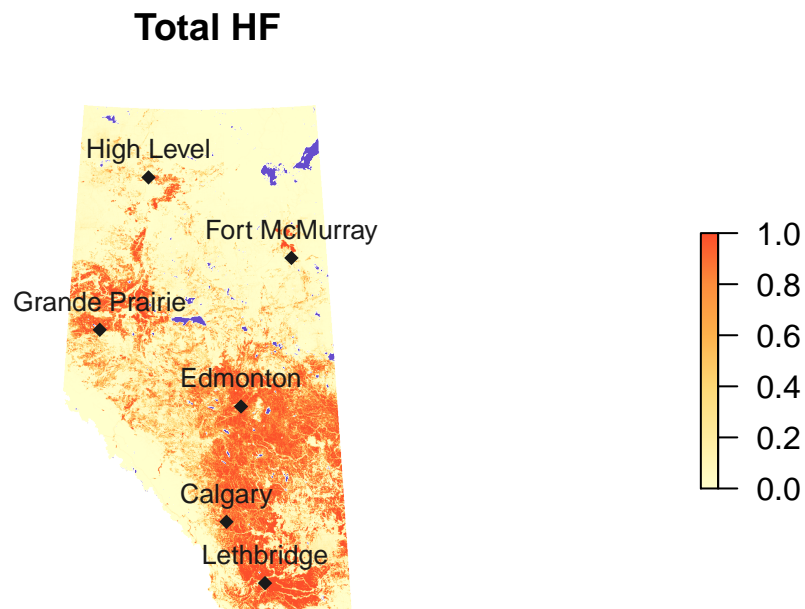 Total HF
High Level
Fort McMurray
Grande Prairie
Edmonton
Calgary
Lethbridge
1.0
0.8
0.6
0.4
0.2
0.0